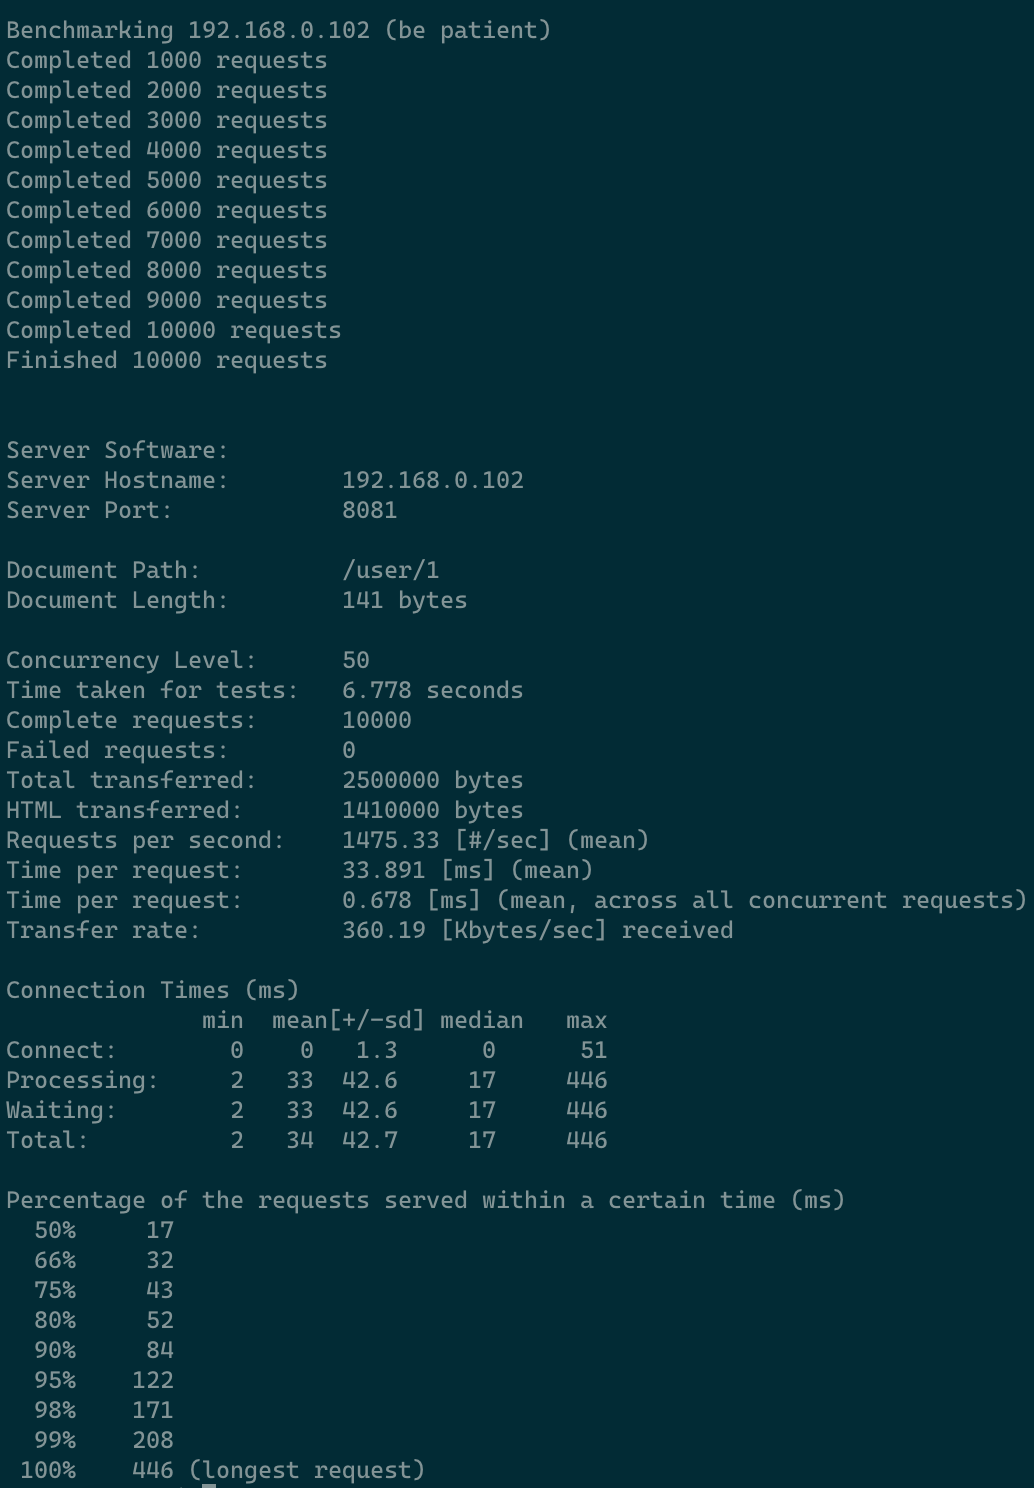 Benchmarking 192.168.0.102 (be patient)
Completed 1000 requests
Completed 2000 requests
Completed 3000 requests
Completed 4000 requests
Completed 5000 requests
Completed 6000 requests
Completed 7000 requests
Completed 8000 requests
Completed 9000 requests
Completed 10000 requests
Finished 10000 requests


Server Software:
Server Hostname:        192.168.0.102
Server Port:            8081

Document Path:          /user/1
Document Length:        141 bytes

Concurrency Level:      50
Time taken for tests:   6.778 seconds
Complete requests:      10000
Failed requests:        0
Total transferred:      2500000 bytes
HTML transferred:       1410000 bytes
Requests per second:    1475.33 [#/sec] (mean)
Time per request:       33.891 [ms] (mean)
Time per request:       0.678 [ms] (mean, across all concurrent requests)
Transfer rate:          360.19 [Kbytes/sec] received

Connection Times (ms)
              min  mean[+/-sd] median   max
Connect:        0    0   1.3      0      51
Processing:     2   33  42.6     17     446
Waiting:        2   33  42.6     17     446
Total:          2   34  42.7     17     446

Percentage of the requests served within a certain time (ms)
  50%     17
  66%     32
  75%     43
  80%     52
  90%     84
  95%    122
  98%    171
  99%    208
 100%    446 (longest request)